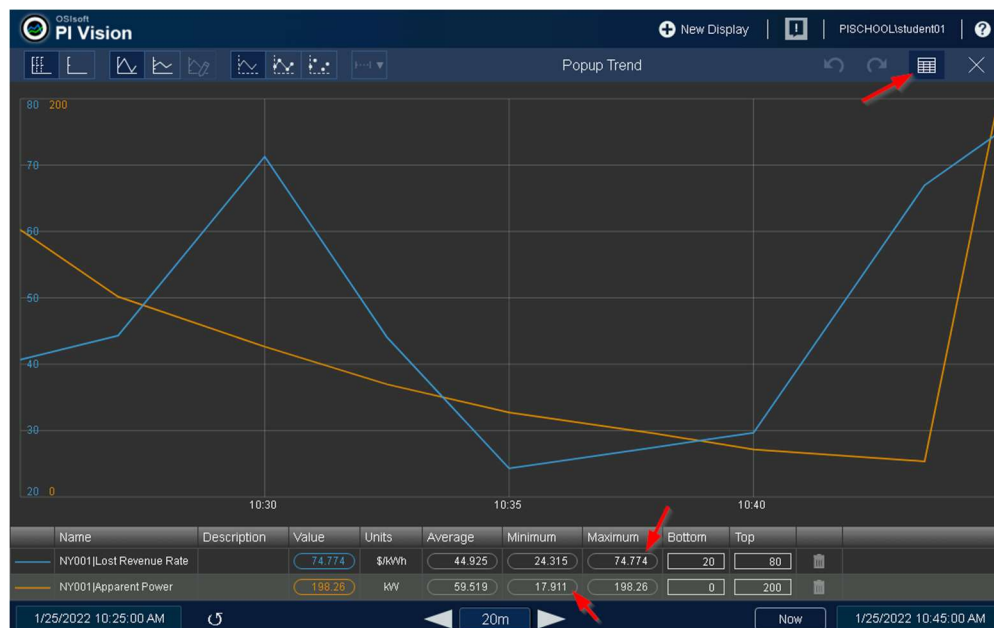 OSIsoft
PI Vision
New Display
PISCHOOL\student01
?
Popup Trend
80 200
70
60
50
40
30
20 0
10:30 10:35 10:40
Name Description Value Units Average Minimum Maximum Bottom Top
NY001|Lost Revenue Rate 74.774 $/kWh 44.925 24.315 74.774 20 80
NY001|Apparent Power 198.26 kW 59.519 17.911 198.26 0 200
1/25/2022 10:25:00 AM 20m Now 1/25/2022 10:45:00 AM